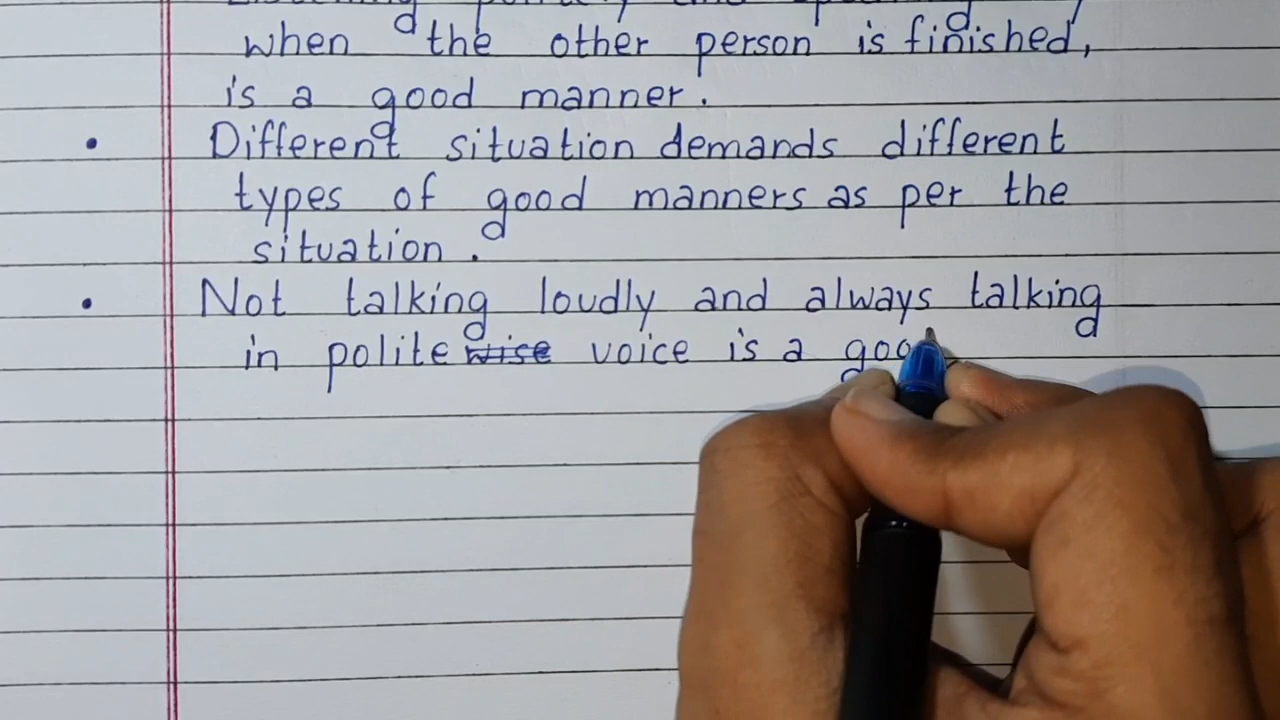 when the other person is finished,
is a good manner.
• Different situation demands different
types of good manners as per the
situation.
• Not talking loudly and always talking
in polite voice is a goo